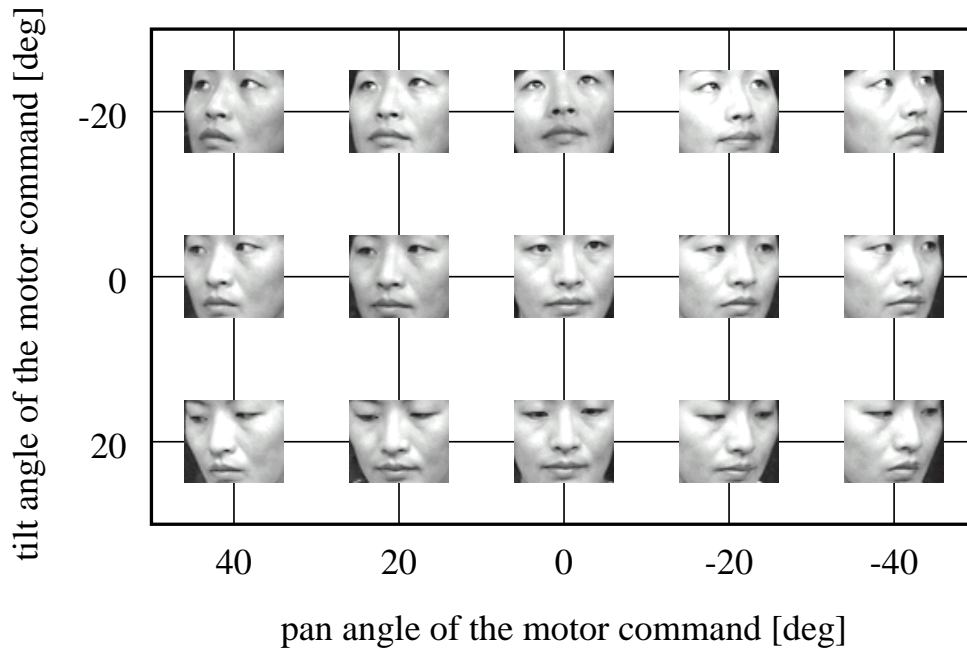 tilt angle of the motor command [deg]
-20
0
20
40 20 0 -20 -40
pan angle of the motor command [deg]